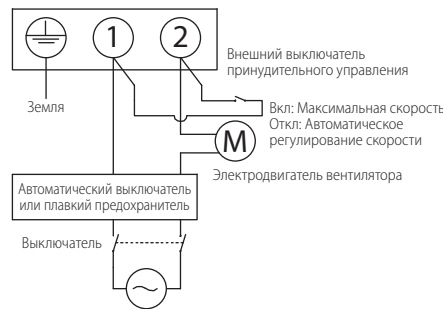 1
2
Внешний выключатель
принудительного управления
Земля
Вкл: Максимальная скорость
Откл: Автоматическое
регулирование скорости
M
Электродвигатель вентилятора
Автоматический выключатель
или плавкий предохранитель
Выключатель